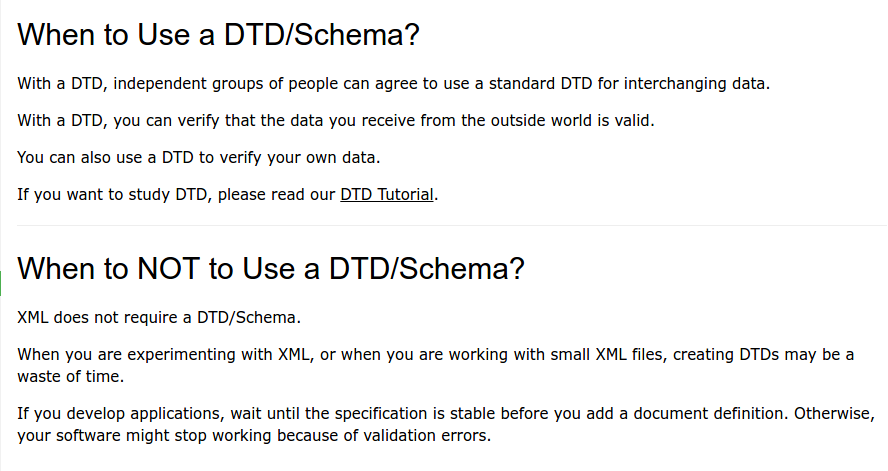 When to Use a DTD/Schema?
With a DTD, independent groups of people can agree to use a standard DTD for interchanging data.
With a DTD, you can verify that the data you receive from the outside world is valid.
You can also use a DTD to verify your own data.
If you want to study DTD, please read our DTD Tutorial.
When to NOT to Use a DTD/Schema?
XML does not require a DTD/Schema.
When you are experimenting with XML, or when you are working with small XML files, creating DTDs may be a
waste of time.
If you develop applications, wait until the specification is stable before you add a document definition. Otherwise,
your software might stop working because of validation errors.